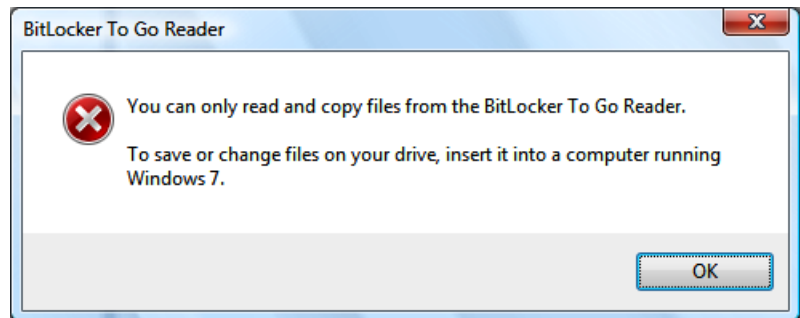 BitLocker To Go Reader
You can only read and copy files from the BitLocker To Go Reader.
To save or change files on your drive, insert it into a computer running
Windows 7.
OK